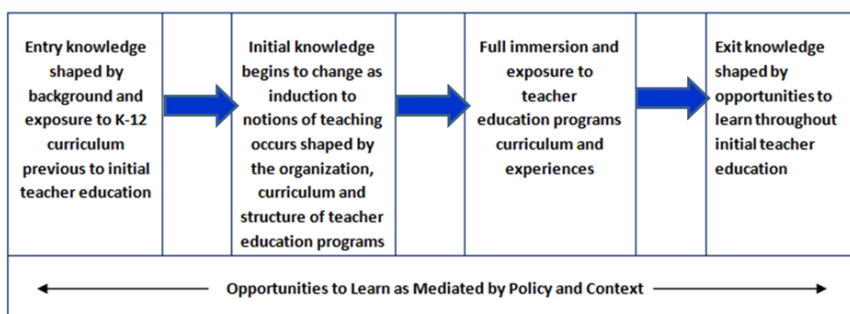 Entry knowledge
shaped by
background and
exposure to K-12
curriculum
previous to initial
teacher education
Initial knowledge
begins to change as
induction to
notions of teaching
occurs shaped by
the organization,
curriculum and
structure of teacher
education programs
Full immersion and
exposure to
teacher
education programs
curriculum and
experiences
Exit knowledge
shaped by
opportunities to
learn throughout
initial teacher
education
Opportunities to Learn as Mediated by Policy and Context